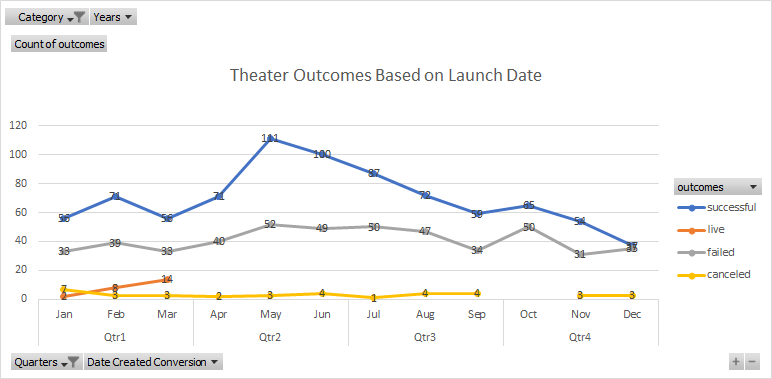 Category Years
Count of outcomes
Theater Outcomes Based on Launch Date
120
100
80
60
40
20
0
56 71 56 71 111 100 87 72 59 65 54 37
33 39 33 40 52 49 50 47 34 50 31 35
2 8 14
7 3 3 2 3 4 1 4 4 3 3
Jan Feb Mar Apr May Jun Jul Aug Sep Oct Nov Dec
Qtr1 Qtr2 Qtr3 Qtr4
outcomes
successful
live
failed
canceled
Quarters Date Created Conversion
+ −